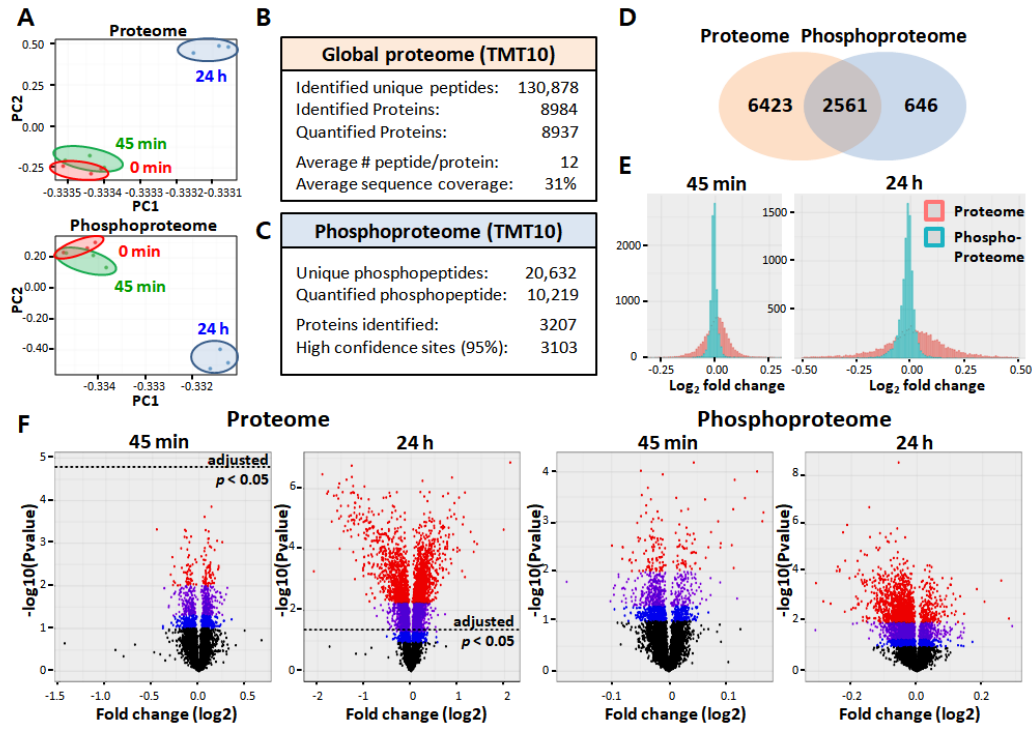 A
Proteome
0.50
0.25
0.00
-0.25
PC2
24 h
45 min
0 min
-0.3335 -0.3334 -0.3333 -0.3332 -0.3331
PC1
Phosphoproteome
0.20
0.00
-0.20
-0.40
PC2
0 min
45 min
24 h
-0.334 -0.333 -0.332
PC1
B
Global proteome (TMT10)
Identified unique peptides: 130,878
Identified Proteins: 8984
Quantified Proteins: 8937
Average # peptide/protein: 12
Average sequence coverage: 31%
C
Phosphoproteome (TMT10)
Unique phosphopeptides: 20,632
Quantified phosphopeptide: 10,219
Proteins identified: 3207
High confidence sites (95%): 3103
D
Proteome Phosphoproteome
6423 2561 646
E
45 min
2000
1000
0
-0.25 0.00 0.25
Log2 fold change
24 h
1500
1000
500
0
-0.50 -0.25 0.00 0.25 0.50
Log2 fold change
Proteome
Phospho-
Proteome
F
Proteome
45 min
5
4
3
2
1
0
-log10(Pvalue)
adjusted
p < 0.05
-1.5 -1.0 -0.5 0.0 0.5
Fold change (log2)
24 h
6
4
2
0
-log10(Pvalue)
adjusted
p < 0.05
-2 -1 0 1 2
Fold change (log2)
Phosphoproteome
45 min
4
3
2
1
0
-log10(Pvalue)
-0.1 0 0.1
Fold change (log2)
24 h
8
6
4
2
0
-log10(Pvalue)
-0.2 0.0 0.2
Fold change (log2)